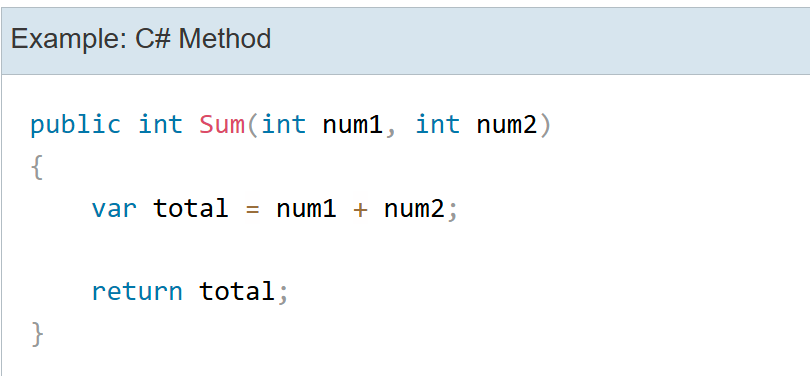 Example: C# Method
public int Sum(int num1, int num2)
{
    var total = num1 + num2;
    return total;
}